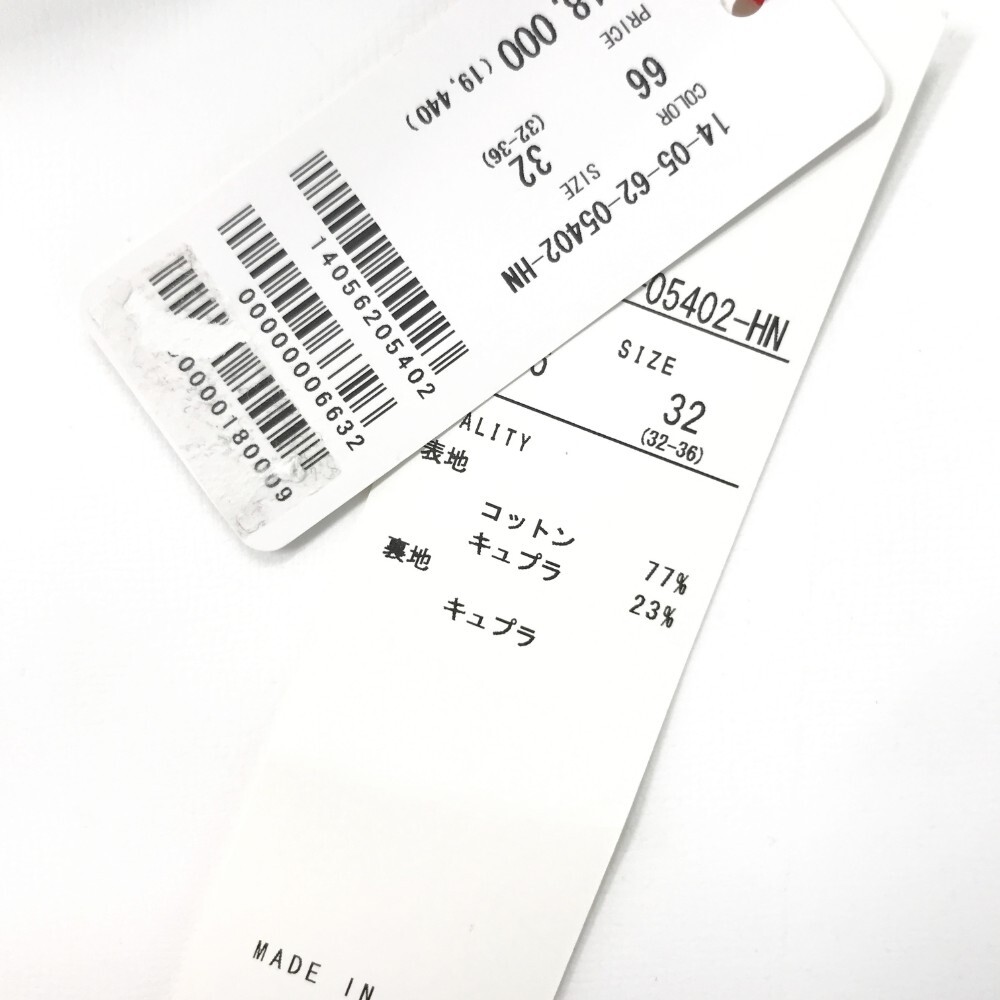 14-05-62-05402-HN
COLOR SIZE
66 32
(32-36)
PRICE
18,000 (19,440)
14056205402
0000006632
0000180009
-05402-HN
SIZE
32
(32-36)
ALITY
表地
コットン 77%
キュプラ 23%
裏地
キュプラ
MADE IN